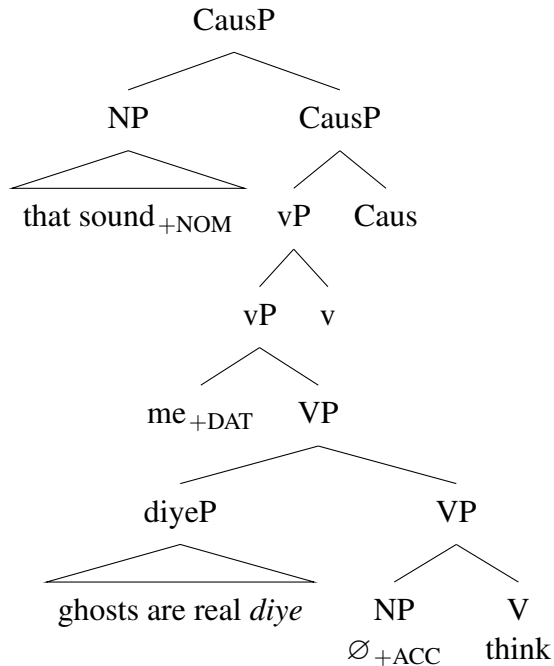 CausP
NP CausP
that sound +NOM vP Caus
vP v
me +DAT VP
diyeP VP
ghosts are real diye NP V
∅ +ACC think